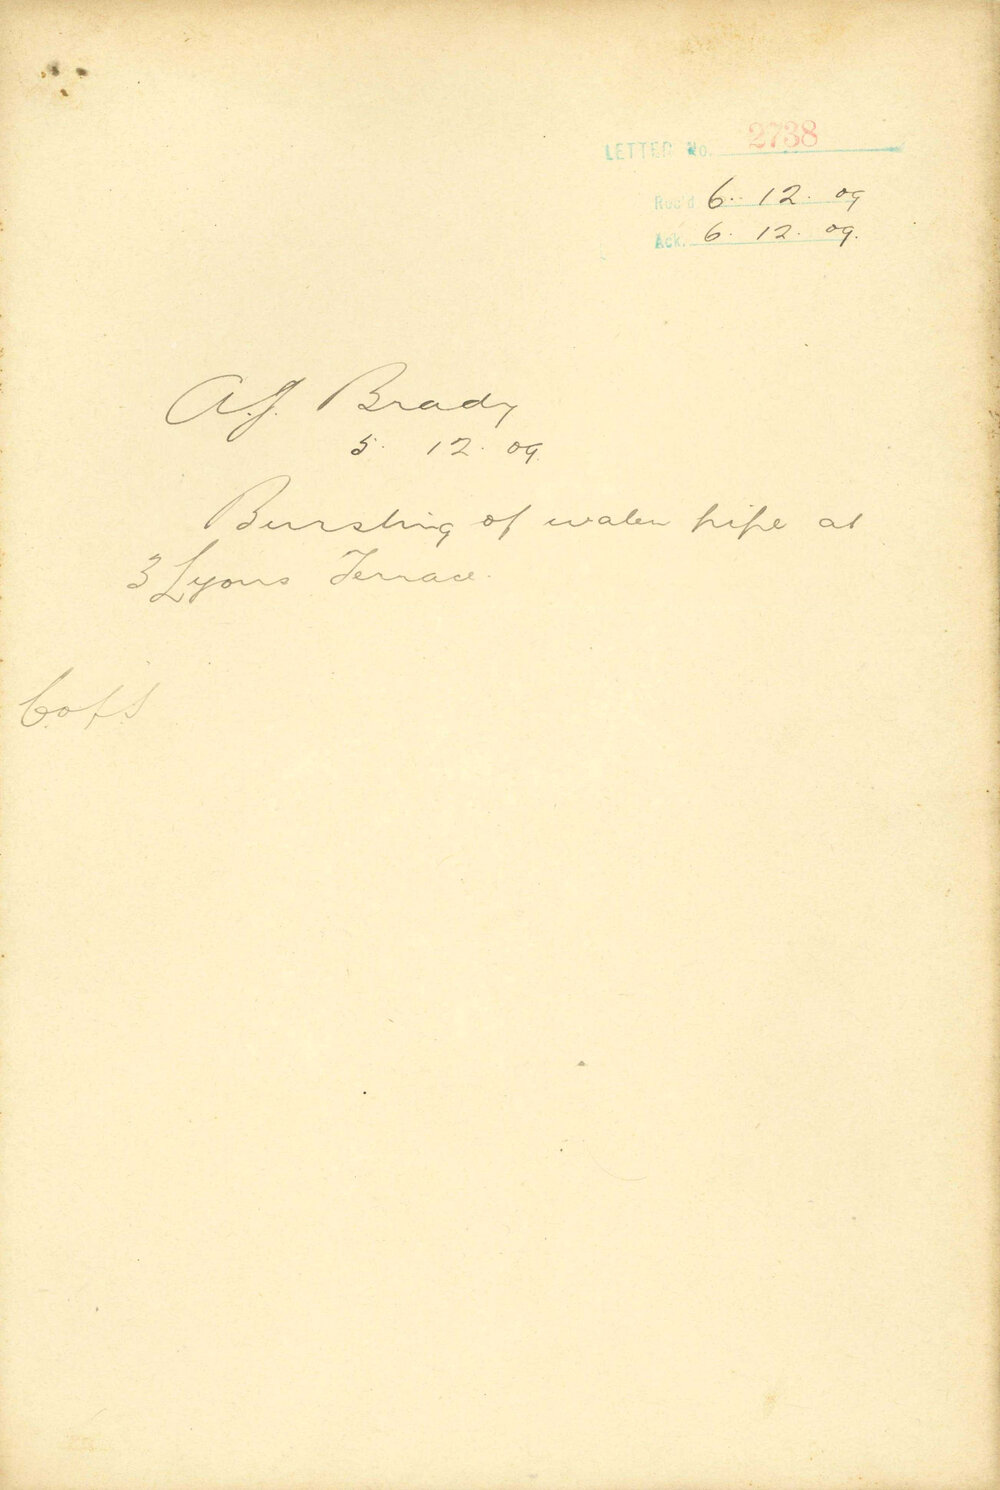 LETTER No. 2738
Rec'd 6. 12. 09
Ack. 6. 12. 09.
A.J. Brady
5. 12. 09.
Bursting of water pipe at
3 Lyons Terrace.